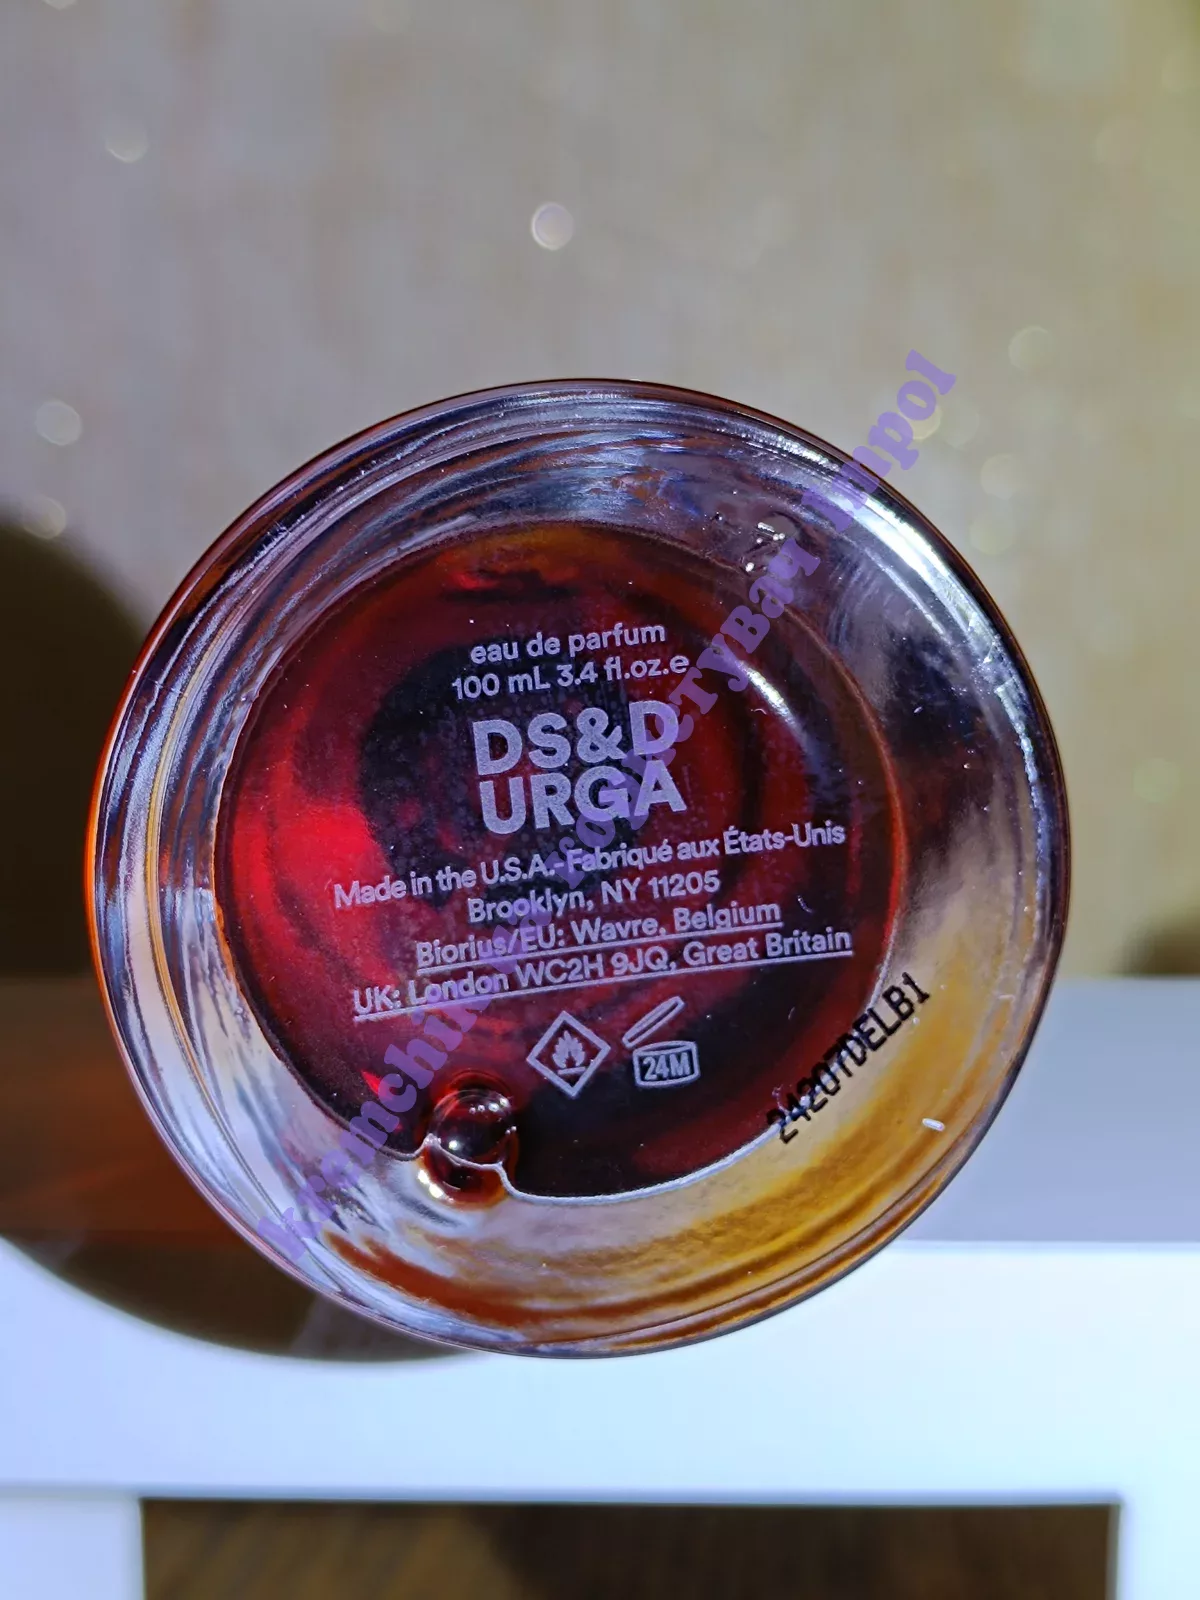 eau de parfum
100 mL 3.4 fl.oz.e
DS&D
URGA
Made in the U.S.A.-Fabriqué aux États-Unis
Brooklyn, NY 11205
Biorius/EU: Wavre, Belgium
UK: London WC2H 9JQ, Great Britain
24M
24207DELB1